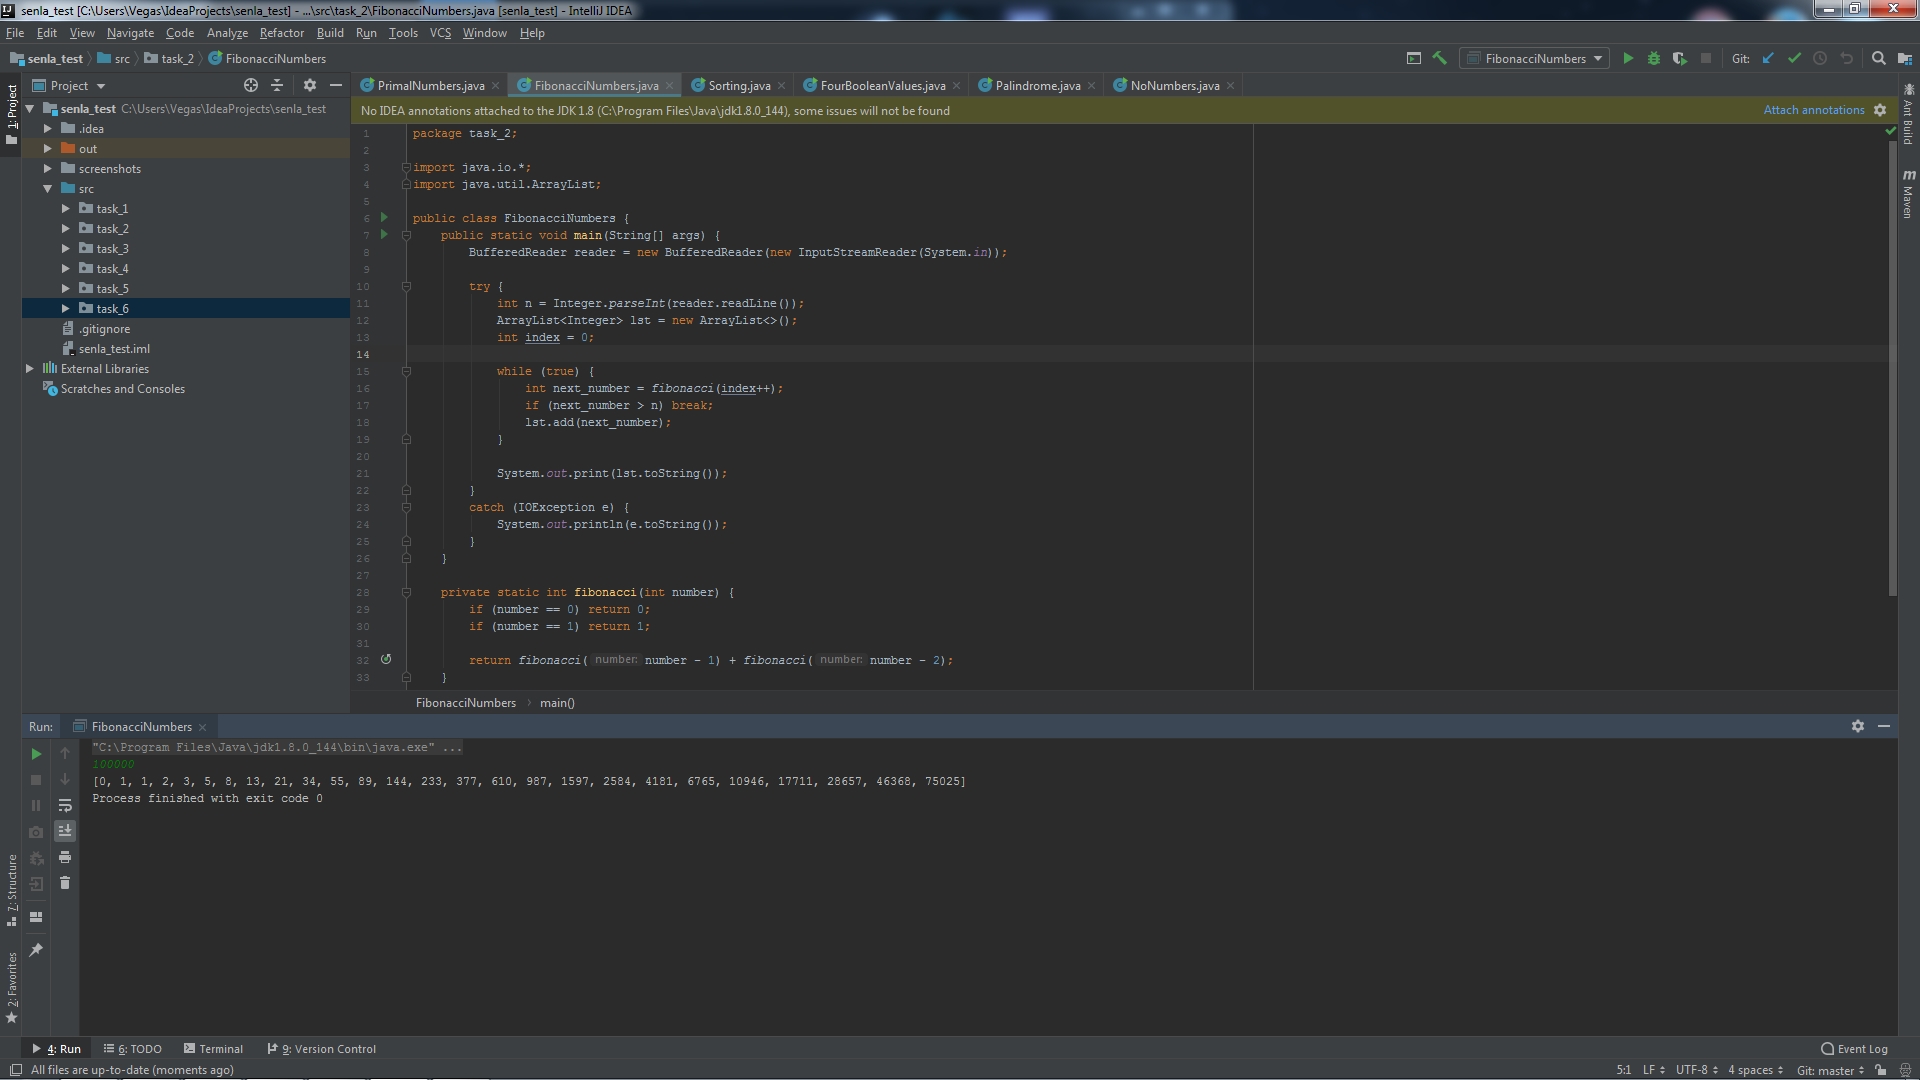 senla_test [C:\Users\Vegas\IdeaProjects\senla_test] - ...\src\task_2\FibonacciNumbers.java [senla_test] - IntelliJ IDEA
File Edit View Navigate Code Analyze Refactor Build Run Tools VCS Window Help
senla_test src task_2 FibonacciNumbers
FibonacciNumbers Git:
Project
PrimalNumbers.java FibonacciNumbers.java Sorting.java FourBooleanValues.java Palindrome.java NoNumbers.java
1: Project
senla_test C:\Users\Vegas\IdeaProjects\senla_test
.idea
out
screenshots
src
task_1
task_2
task_3
task_4
task_5
task_6
.gitignore
senla_test.iml
External Libraries
Scratches and Consoles
No IDEA annotations attached to the JDK 1.8 (C:\Program Files\Java\jdk1.8.0_144), some issues will not be found
Attach annotations
Ant Build
Maven
1 package task_2;
2
3 import java.io.*;
4 import java.util.ArrayList;
5
6 public class FibonacciNumbers {
7 public static void main(String[] args) {
8 BufferedReader reader = new BufferedReader(new InputStreamReader(System.in));
9
10 try {
11 int n = Integer.parseInt(reader.readLine());
12 ArrayList<Integer> lst = new ArrayList<>();
13 int index = 0;
14
15 while (true) {
16 int next_number = fibonacci(index++);
17 if (next_number > n) break;
18 lst.add(next_number);
19 }
20
21 System.out.print(lst.toString());
22 }
23 catch (IOException e) {
24 System.out.println(e.toString());
25 }
26 }
27
28 private static int fibonacci(int number) {
29 if (number == 0) return 0;
30 if (number == 1) return 1;
31
32 return fibonacci( number: number - 1) + fibonacci( number: number - 2);
33 }
FibonacciNumbers main()
Run: FibonacciNumbers
"C:\Program Files\Java\jdk1.8.0_144\bin\java.exe" ...
100000
[0, 1, 1, 2, 3, 5, 8, 13, 21, 34, 55, 89, 144, 233, 377, 610, 987, 1597, 2584, 4181, 6765, 10946, 17711, 28657, 46368, 75025]
Process finished with exit code 0
7: Structure
2: Favorites
4: Run 6: TODO Terminal 9: Version Control
Event Log
All files are up-to-date (moments ago)
5:1 LF UTF-8 4 spaces Git: master